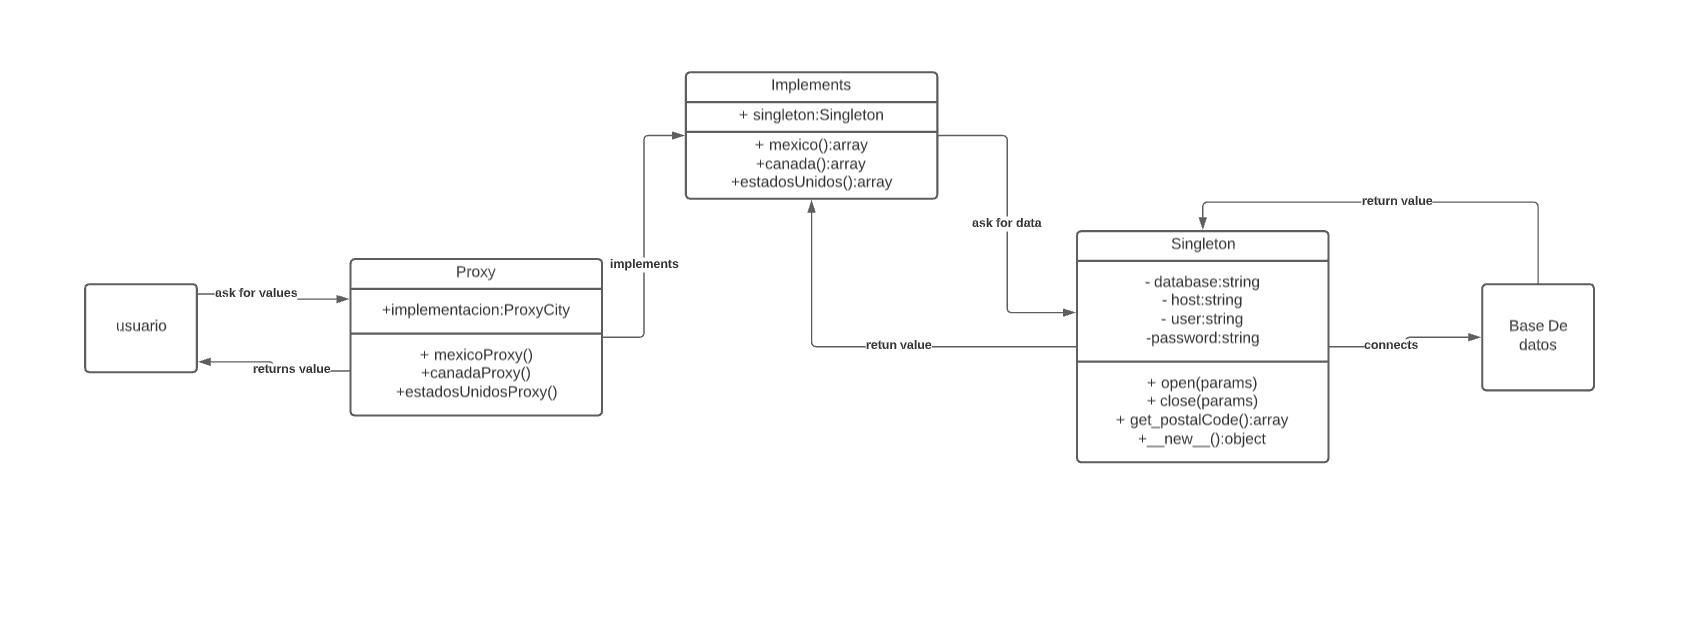 usuario
ask for values
returns value
Proxy
+implementacion:ProxyCity
+ mexicoProxy()
+canadaProxy()
+estadosUnidosProxy()
implements
Implements
+ singleton:Singleton
+ mexico():array
+canada():array
+estadosUnidos():array
ask for data
retun value
Singleton
- database:string
- host:string
- user:string
-password:string
+ open(params)
+ close(params)
+ get_postalCode():array
+__new__():object
return value
connects
Base De
datos